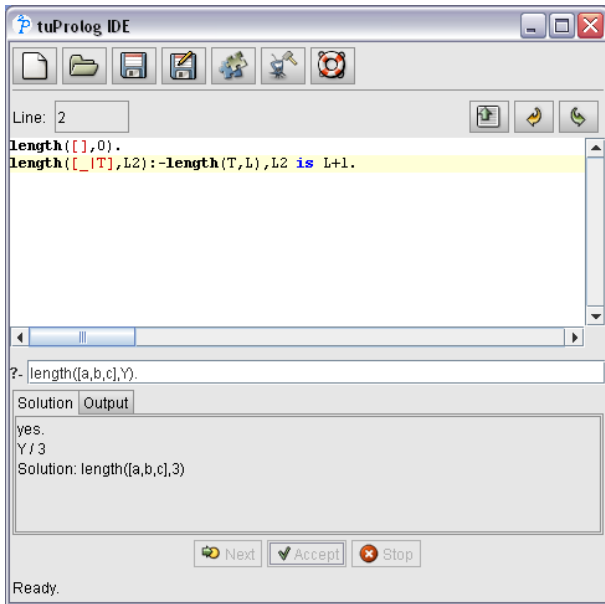 tuProlog IDE
Line: 2
length([],0).
length([_|T],L2):-length(T,L),L2 is L+1.
?- length([a,b,c],Y).
Solution Output
yes.
Y / 3
Solution: length([a,b,c],3)
Next Accept Stop
Ready.